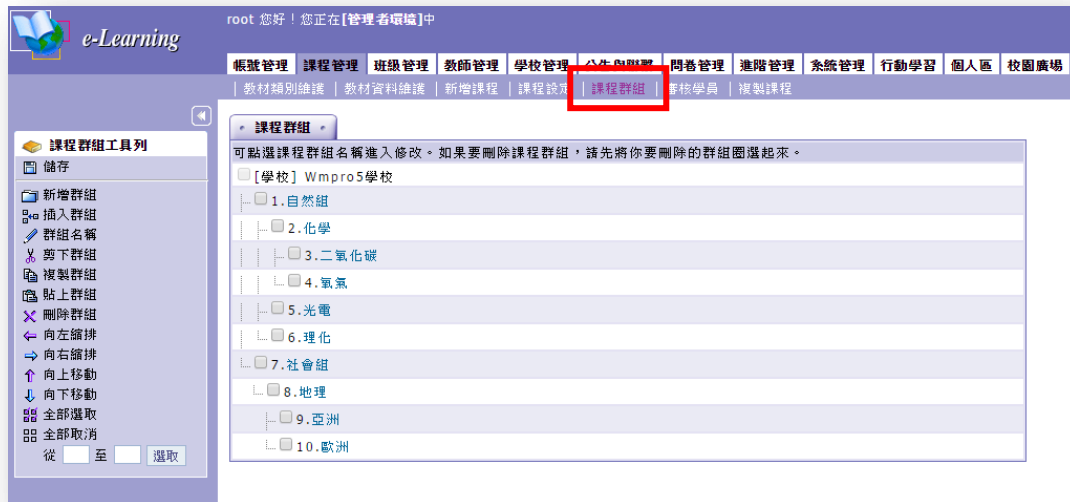 e-Learning
root 您好！您正在[管理者環境]中
帳號管理 課程管理 班級管理 教師管理 學校管理 公告與聯繫 問卷管理 進階管理 系統管理 行動學習 個人區 校園廣場
| 教材類別維護 | 教材資料維護 | 新增課程 | 課程設定 | 課程群組 | 審核學員 | 複製課程
課程群組工具列
儲存
新增群組
插入群組
群組名稱
剪下群組
複製群組
貼上群組
刪除群組
向左縮排
向右縮排
向上移動
向下移動
全部選取
全部取消
從 至 選取
課程群組
可點選課程群組名稱進入修改。如果要刪除課程群組，請先將你要刪除的群組圈選起來。
[學校] Wmpro5學校
1.自然組
2.化學
3.二氧化碳
4.氧氣
5.光電
6.理化
7.社會組
8.地理
9.亞洲
10.歐洲